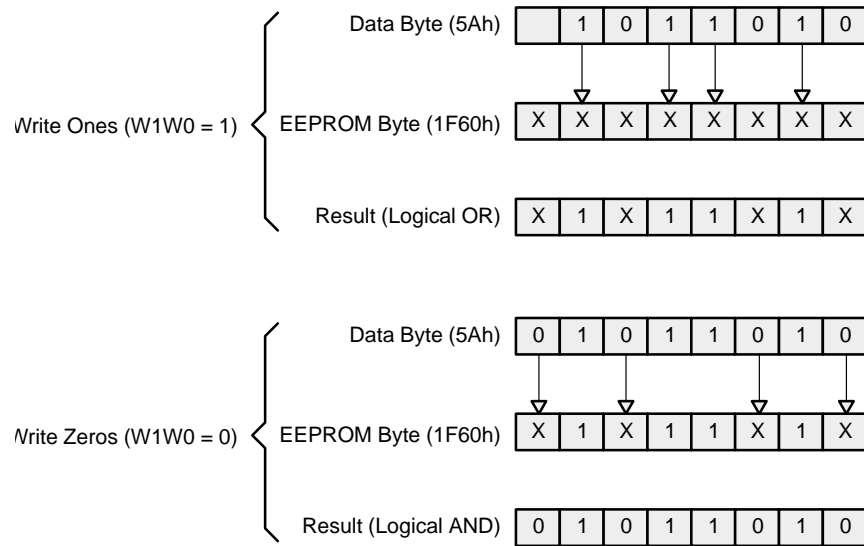 Data Byte (5Ah) 1 0 1 1 0 1 0
Write Ones (W1W0 = 1) EEPROM Byte (1F60h) X X X X X X X X
Result (Logical OR) X 1 X 1 1 X 1 X
Data Byte (5Ah) 0 1 0 1 1 0 1 0
Write Zeros (W1W0 = 0) EEPROM Byte (1F60h) X 1 X 1 1 X 1 X
Result (Logical AND) 0 1 0 1 1 0 1 0